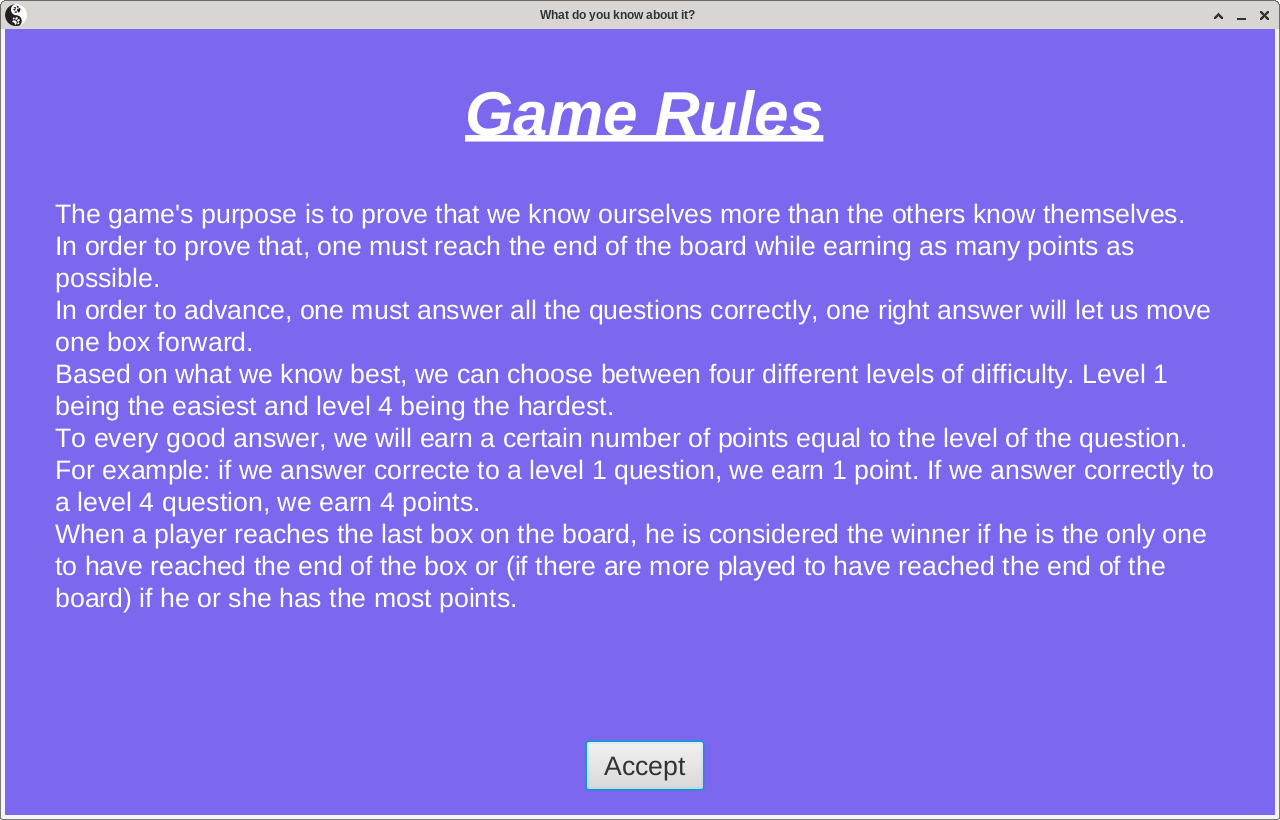 What do you know about it?
Game Rules
The game's purpose is to prove that we know ourselves more than the others know themselves.
In order to prove that, one must reach the end of the board while earning as many points as
possible.
In order to advance, one must answer all the questions correctly, one right answer will let us move
one box forward.
Based on what we know best, we can choose between four different levels of difficulty. Level 1
being the easiest and level 4 being the hardest.
To every good answer, we will earn a certain number of points equal to the level of the question.
For example: if we answer correcte to a level 1 question, we earn 1 point. If we answer correctly to
a level 4 question, we earn 4 points.
When a player reaches the last box on the board, he is considered the winner if he is the only one
to have reached the end of the box or (if there are more played to have reached the end of the
board) if he or she has the most points.
Accept